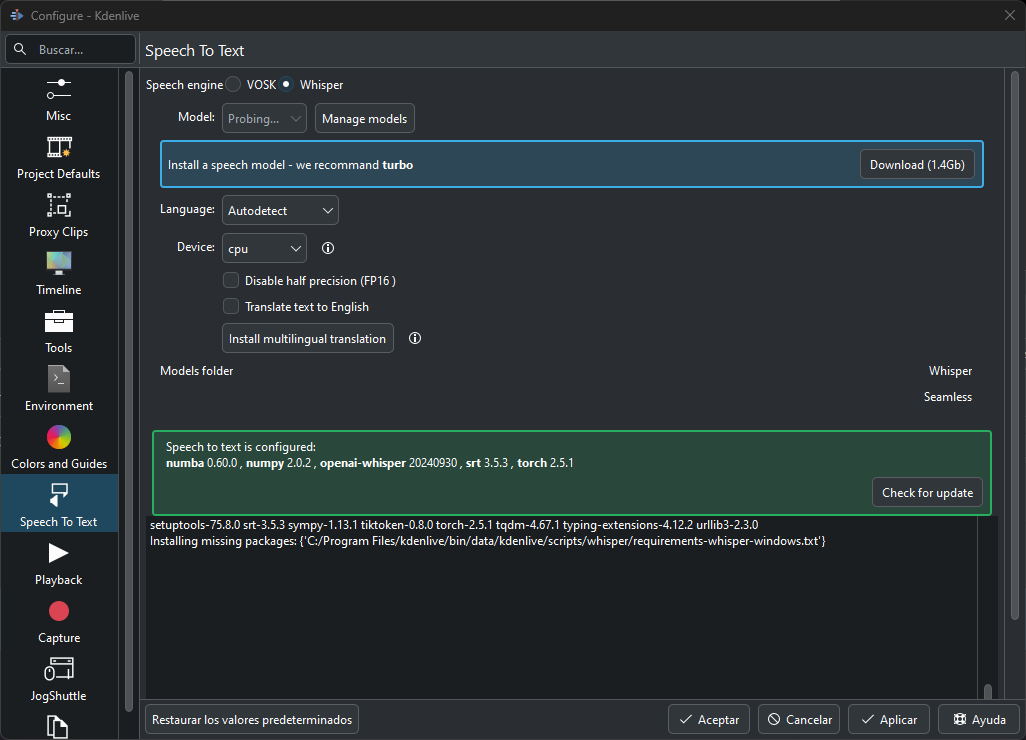 Configure - Kdenlive
Buscar...
Speech To Text
Misc
Project Defaults
Proxy Clips
Timeline
Tools
Environment
Colors and Guides
Speech To Text
Playback
Capture
JogShuttle
Speech engine VOSK Whisper
Model: Probing... Manage models
Install a speech model - we recommand turbo Download (1.4Gb)
Language: Autodetect
Device: cpu
Disable half precision (FP16 )
Translate text to English
Install multilingual translation
Models folder Whisper
Seamless
Speech to text is configured:
numba 0.60.0 , numpy 2.0.2 , openai-whisper 20240930 , srt 3.5.3 , torch 2.5.1
Check for update
setuptools-75.8.0 srt-3.5.3 sympy-1.13.1 tiktoken-0.8.0 torch-2.5.1 tqdm-4.67.1 typing-extensions-4.12.2 urllib3-2.3.0
Installing missing packages: {'C:/Program Files/kdenlive/bin/data/kdenlive/scripts/whisper/requirements-whisper-windows.txt'}
Restaurar los valores predeterminados Aceptar Cancelar Aplicar Ayuda